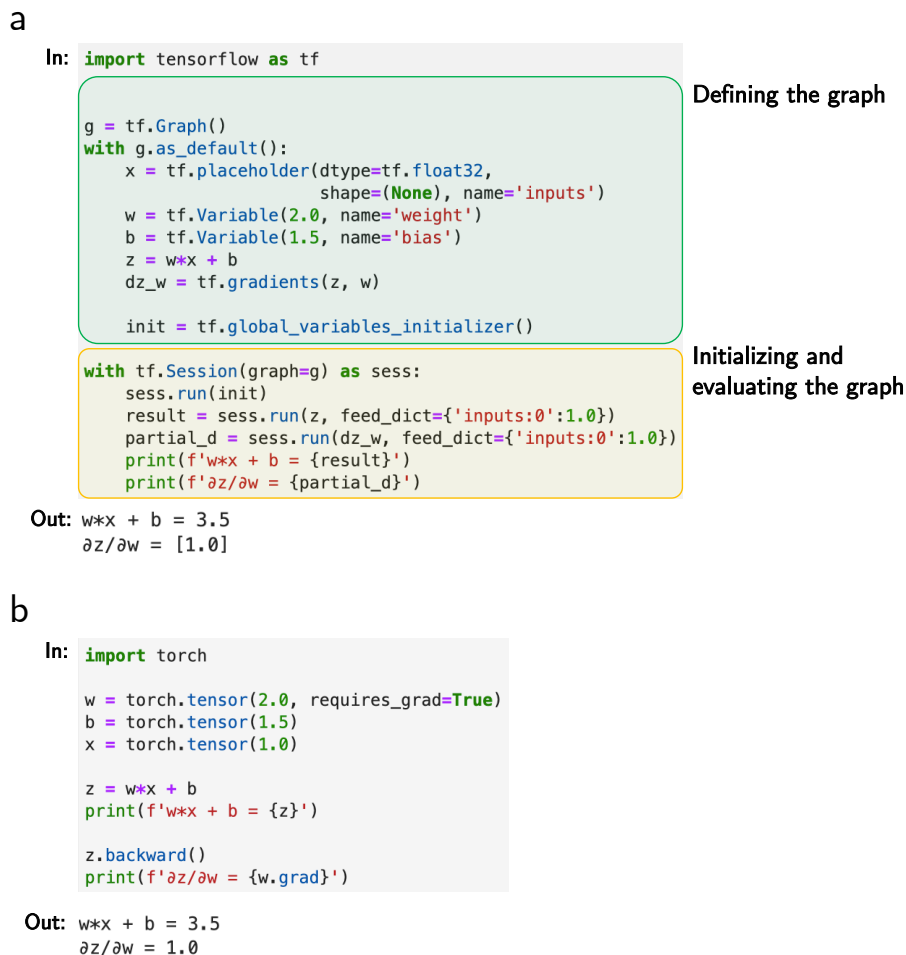 a
In: import tensorflow as tf
Defining the graph
g = tf.Graph()
with g.as_default():
    x = tf.placeholder(dtype=tf.float32,
                       shape=(None), name='inputs')
    w = tf.Variable(2.0, name='weight')
    b = tf.Variable(1.5, name='bias')
    z = w*x + b
    dz_w = tf.gradients(z, w)
    init = tf.global_variables_initializer()
Initializing and
evaluating the graph
with tf.Session(graph=g) as sess:
    sess.run(init)
    result = sess.run(z, feed_dict={'inputs:0':1.0})
    partial_d = sess.run(dz_w, feed_dict={'inputs:0':1.0})
    print(f'w*x + b = {result}')
    print(f'∂z/∂w = {partial_d}')
Out: w*x + b = 3.5
∂z/∂w = [1.0]
b
In: import torch
w = torch.tensor(2.0, requires_grad=True)
b = torch.tensor(1.5)
x = torch.tensor(1.0)
z = w*x + b
print(f'w*x + b = {z}')
z.backward()
print(f'∂z/∂w = {w.grad}')
Out: w*x + b = 3.5
∂z/∂w = 1.0